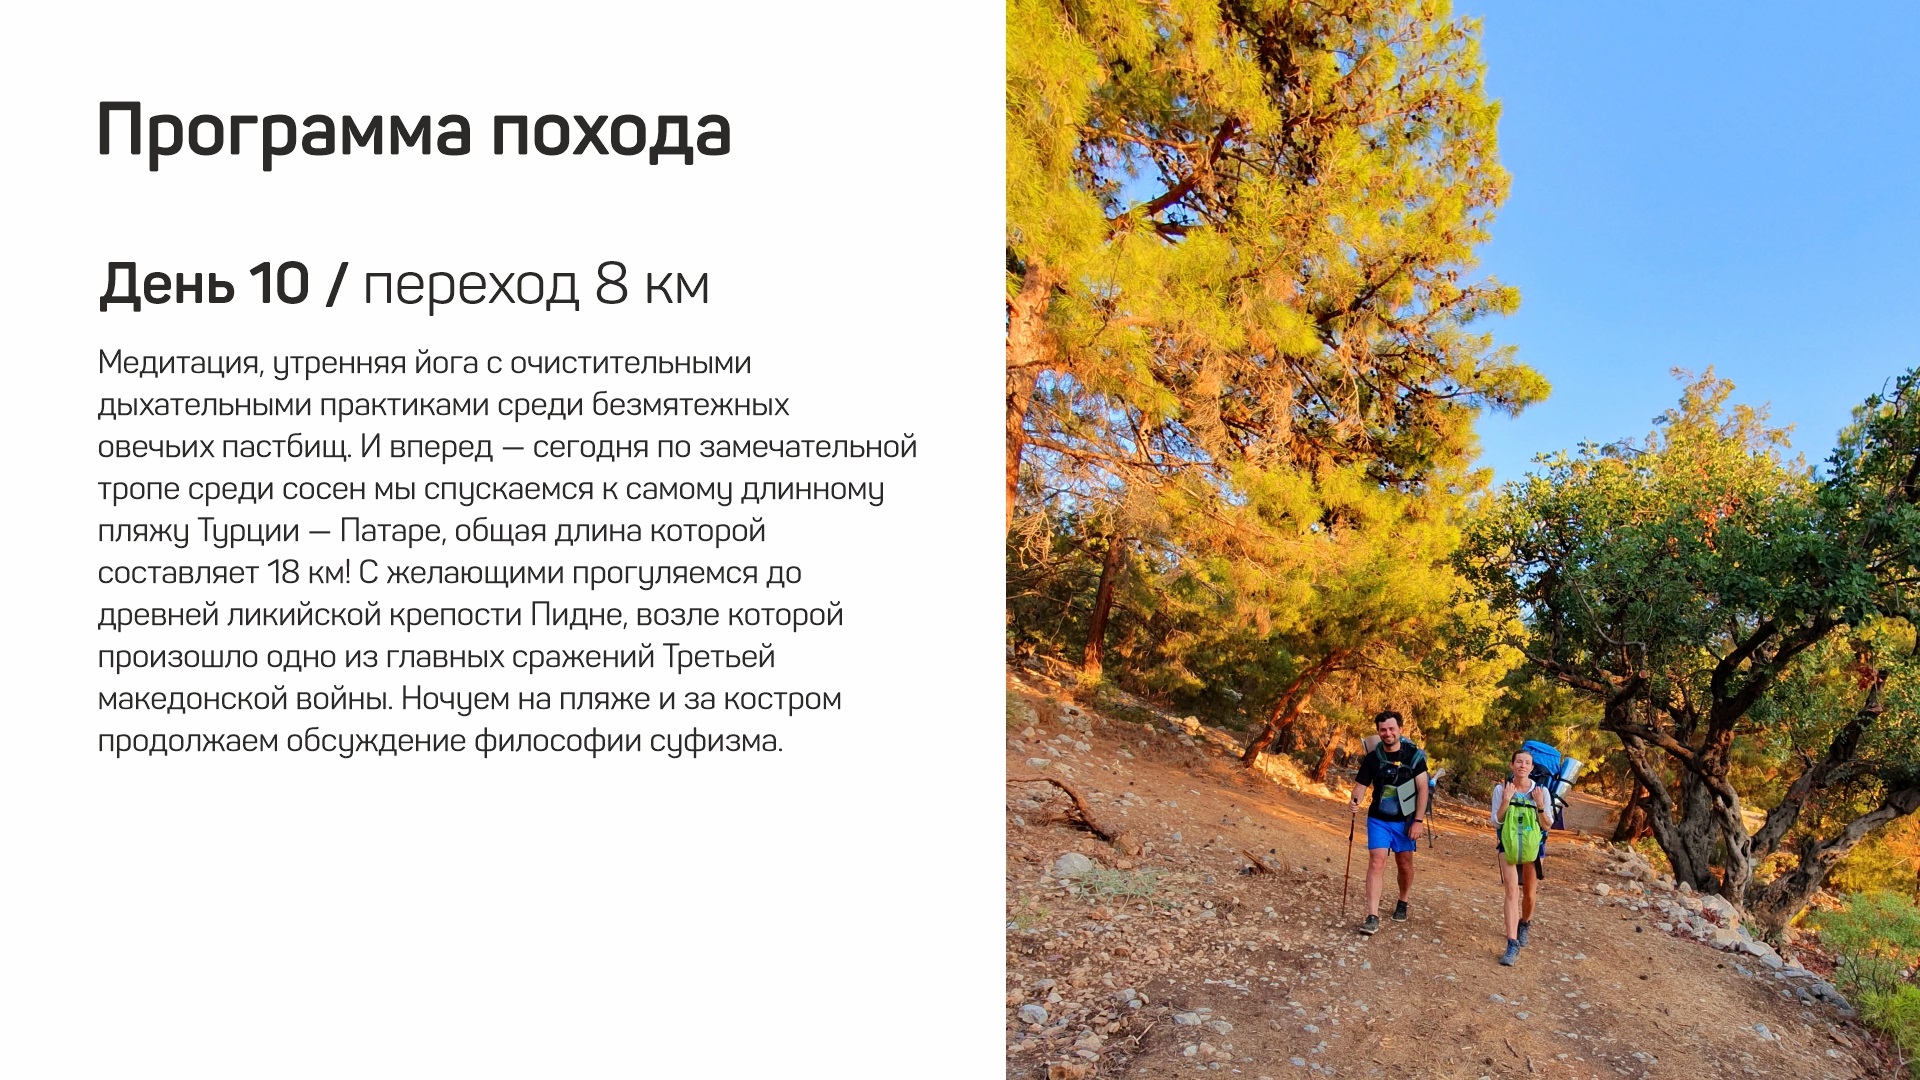 Программа похода
День 10 / переход 8 км
Медитация, утренняя йога с очистительными
дыхательными практиками среди безмятежных
овечьих пастбищ. И вперед — сегодня по замечательной
тропе среди сосен мы спускаемся к самому длинному
пляжу Турции — Патаре, общая длина которой
составляет 18 км! С желающими прогуляемся до
древней ликийской крепости Пидне, возле которой
произошло одно из главных сражений Третьей
македонской войны. Ночуем на пляже и за костром
продолжаем обсуждение философии суфизма.